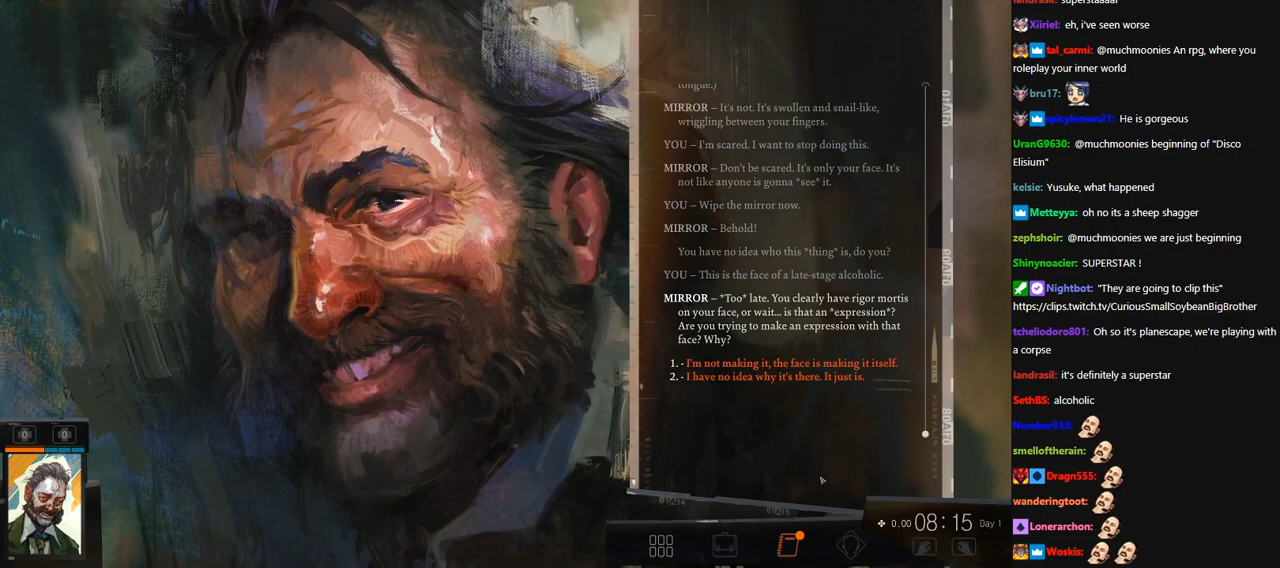 tongue.)
MIRROR – It's not. It's swollen and snail-like,
wriggling between your fingers.
YOU – I'm scared. I want to stop doing this.
MIRROR – Don't be scared. It's only your face. It's
not like anyone is gonna *see* it.
YOU – Wipe the mirror now.
MIRROR – Behold!
You have no idea who this *thing* is, do you?
YOU – This is the face of a late-stage alcoholic.
MIRROR – *Too* late. You clearly have rigor mortis
on your face, or wait... is that an *expression*?
Are you trying to make an expression with that
face? Why?
1. - I'm not making it, the face is making it itself.
2. - I have no idea why it's there. It just is.
0 0
0.00 08:15 Day 1
landrasil: superstaaaar
Xiiriel: eh, i've seen worse
tal_carmi: @muchmoonies An rpg, where you
roleplay your inner world
bru17:
spicylemon21: He is gorgeous
UranG9630: @muchmoonies beginning of "Disco
Elisium"
kelsie: Yusuke, what happened
Metteyya: oh no its a sheep shagger
zephshoir: @muchmoonies we are just beginning
Shinynoacier: SUPERSTAR !
Nightbot: "They are going to clip this"
https://clips.twitch.tv/CuriousSmallSoybeanBigBrother
tcheliodoro801: Oh so it's planescape, we're playing with
a corpse
landrasil: it's definitely a superstar
SethBS: alcoholic
Number333:
smelloftherain:
Dragn555:
wanderingtoot:
Lonerarchon:
Woskis: